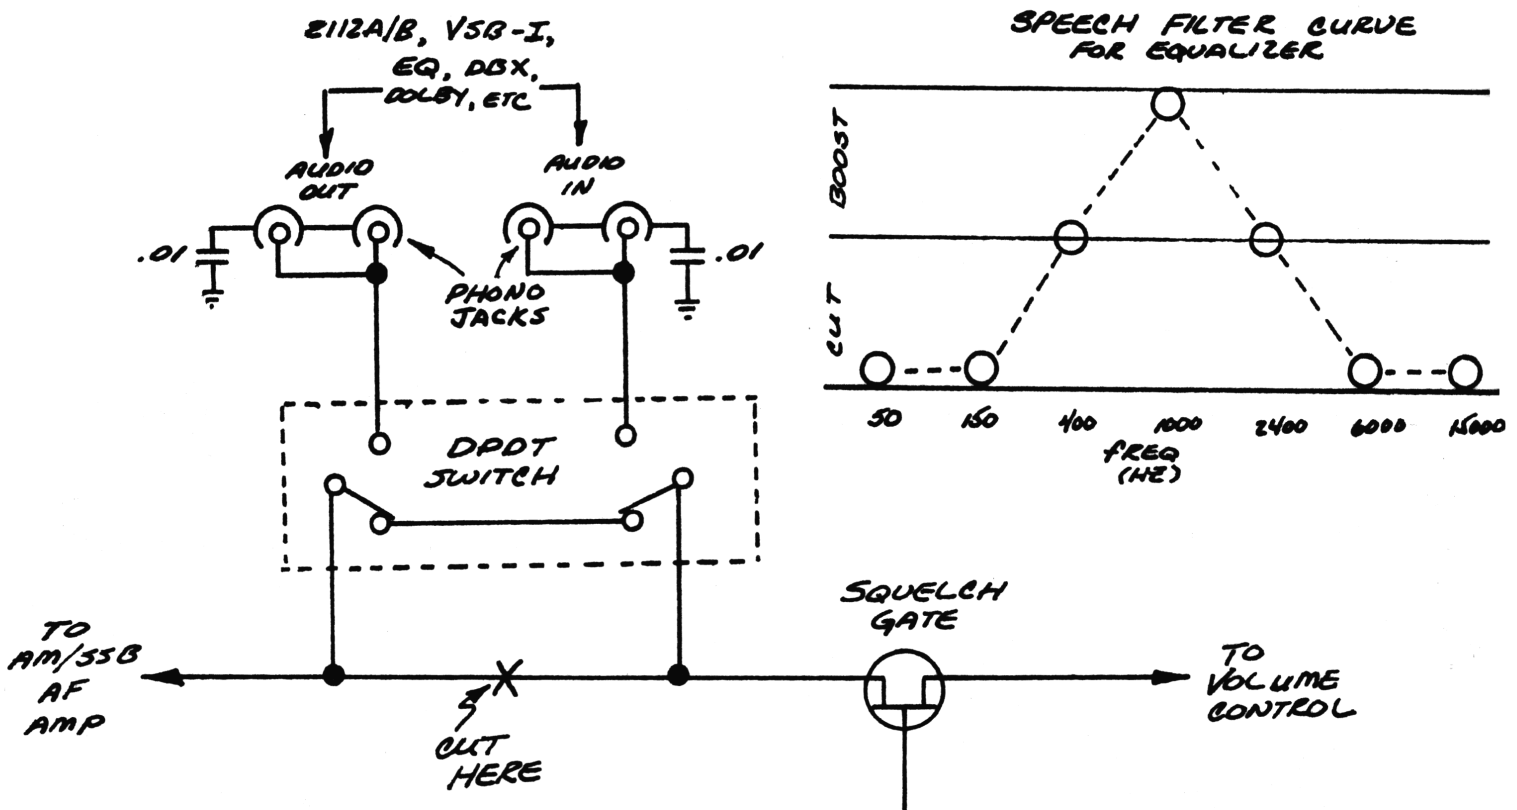 2112A/B, VSB-I,
EQ, DBX,
DOLBY, ETC
AUDIO
OUT
AUDIO
IN
.01
.01
PHONO
JACKS
DPDT
SWITCH
TO
AM/SSB
AF
AMP
CUT
HERE
SQUELCH
GATE
TO
VOLUME
CONTROL
SPEECH FILTER CURVE
FOR EQUALIZER
BOOST
CUT
50 150 400 1000 2400 6000 15000
FREQ
(HZ)